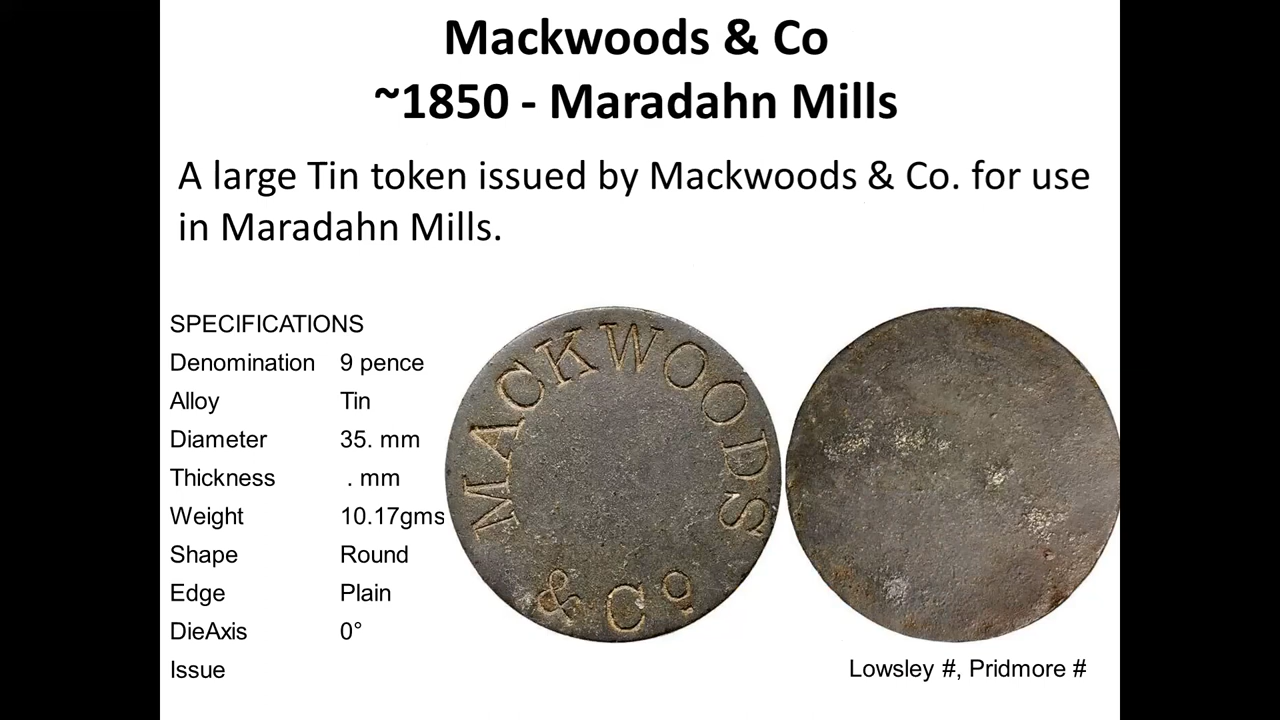 Mackwoods & Co
~1850 - Maradahn Mills
A large Tin token issued by Mackwoods & Co. for use
in Maradahn Mills.
SPECIFICATIONS
Denomination 9 pence
Alloy Tin
Diameter 35. mm
Thickness . mm
Weight 10.17gms
Shape Round
Edge Plain
DieAxis 0°
Issue
MACKWOODS
& Co
Lowsley #, Pridmore #